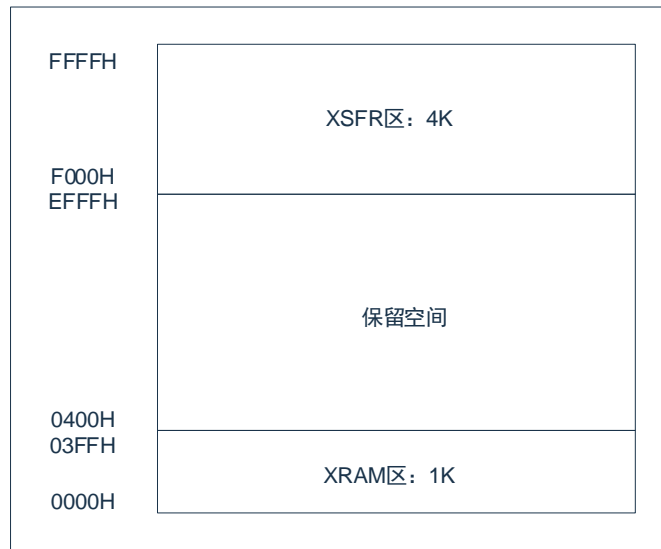 FFFFH
XSFR区：4K
F000H
EFFFH
保留空间
0400H
03FFH
XRAM区：1K
0000H